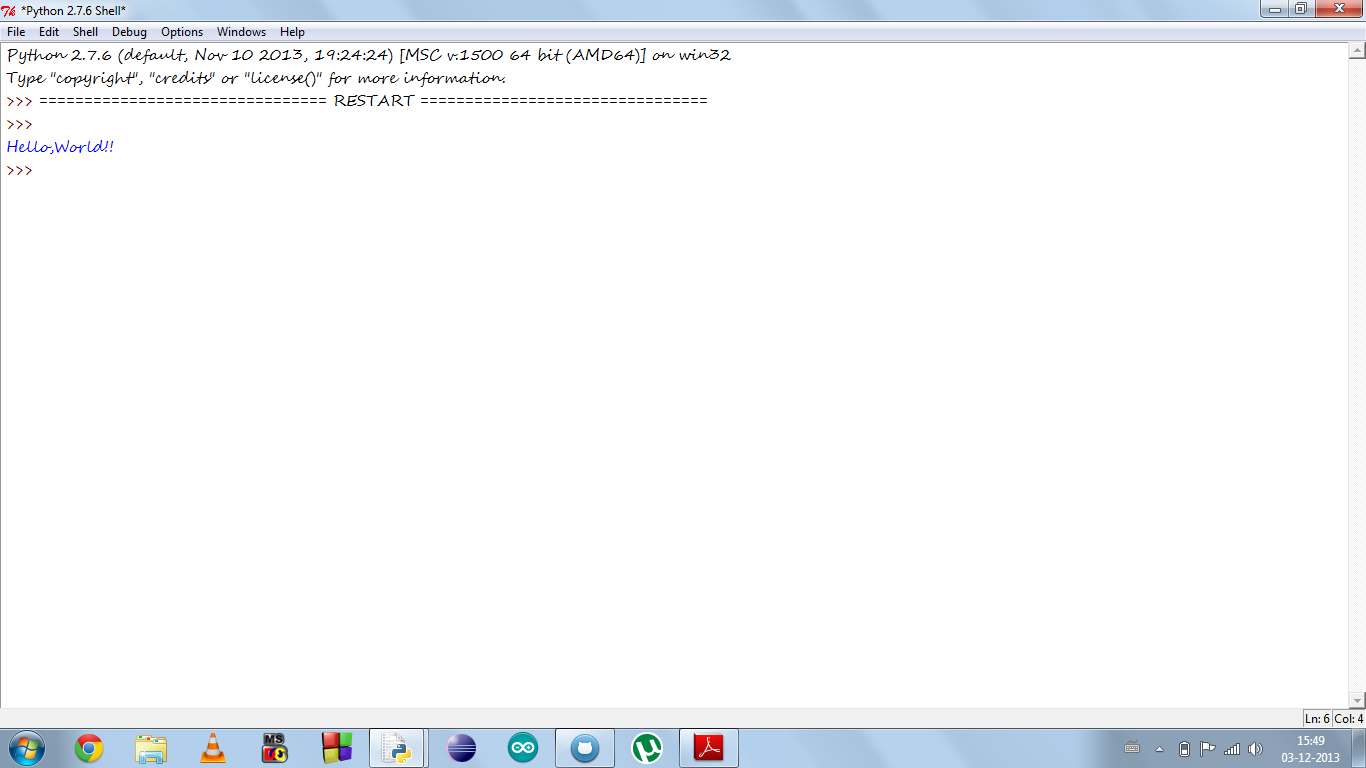 *Python 2.7.6 Shell*
File Edit Shell Debug Options Windows Help
Python 2.7.6 (default, Nov 10 2013, 19:24:24) [MSC v.1500 64 bit (AMD64)] on win32
Type "copyright", "credits" or "license()" for more information.
>>> ================================ RESTART ================================
>>>
Hello,World!!
>>>
Ln: 6 Col: 4
MS
15:49
03-12-2013